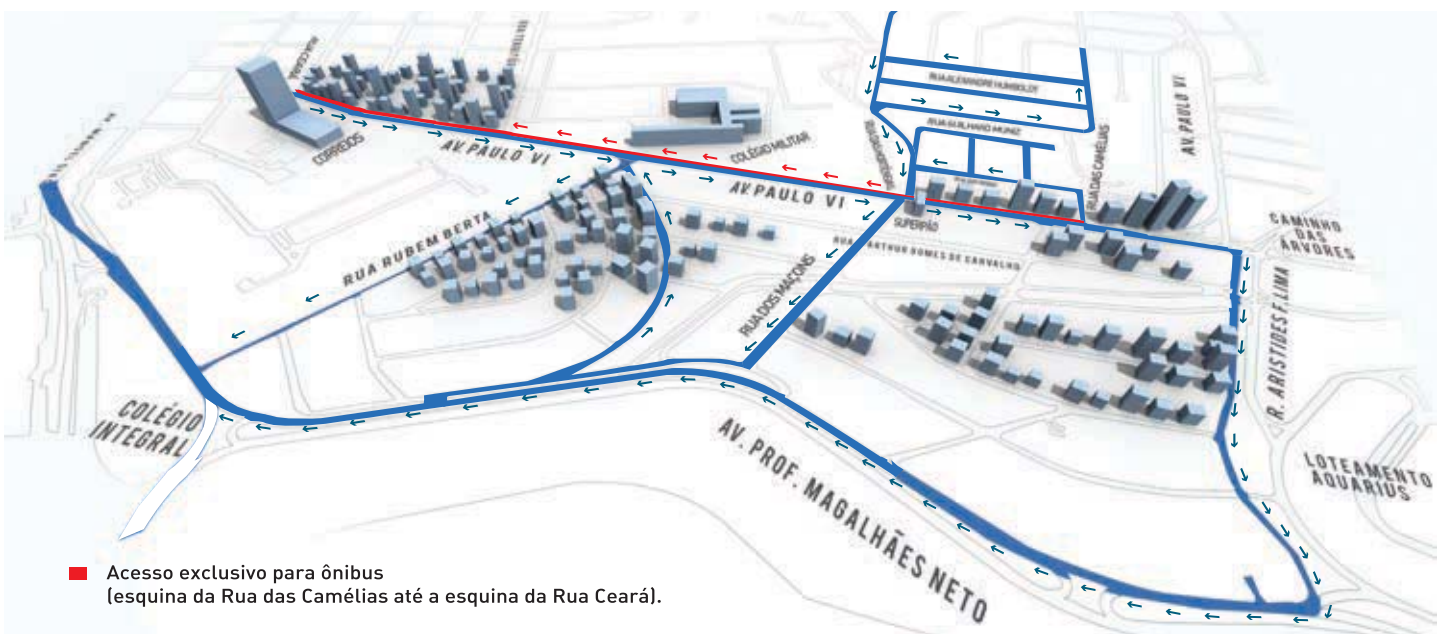 RUA CEARÁ
CORREIOS
AV. PAULO VI
COLÉGIO MILITAR
AV. PAULO VI
RUA ALEXANDRE HUMBOLDT
RUA GUILHARD MUNIZ
RUA DAS CAMÉLIAS
AV. PAULO VI
SUPERPÃO
CAMINHO
DAS
ÁRVORES
RUA RUBEM BERTA
RUA DOS MAÇONS
RUA ARTHUR GOMES DE CARVALHO
R. ARISTIDES F. LIMA
COLÉGIO
INTEGRAL
AV. PROF. MAGALHÃES NETO
LOTEAMENTO
AQUARIUS
Acesso exclusivo para ônibus
(esquina da Rua das Camélias até a esquina da Rua Ceará).